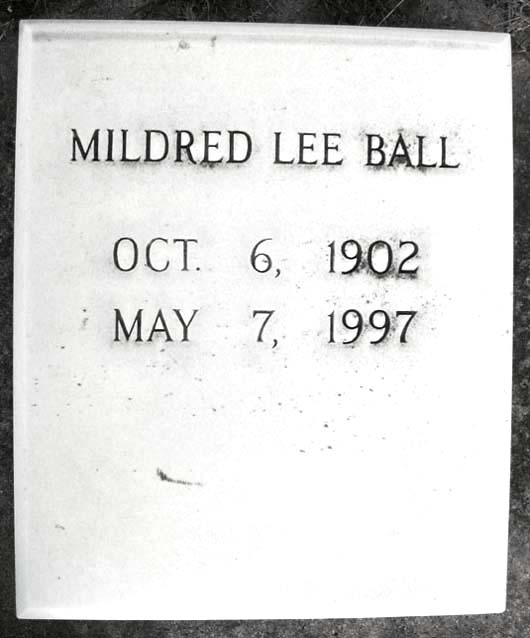 MILDRED LEE BALL
OCT. 6, 1902
MAY 7, 1997